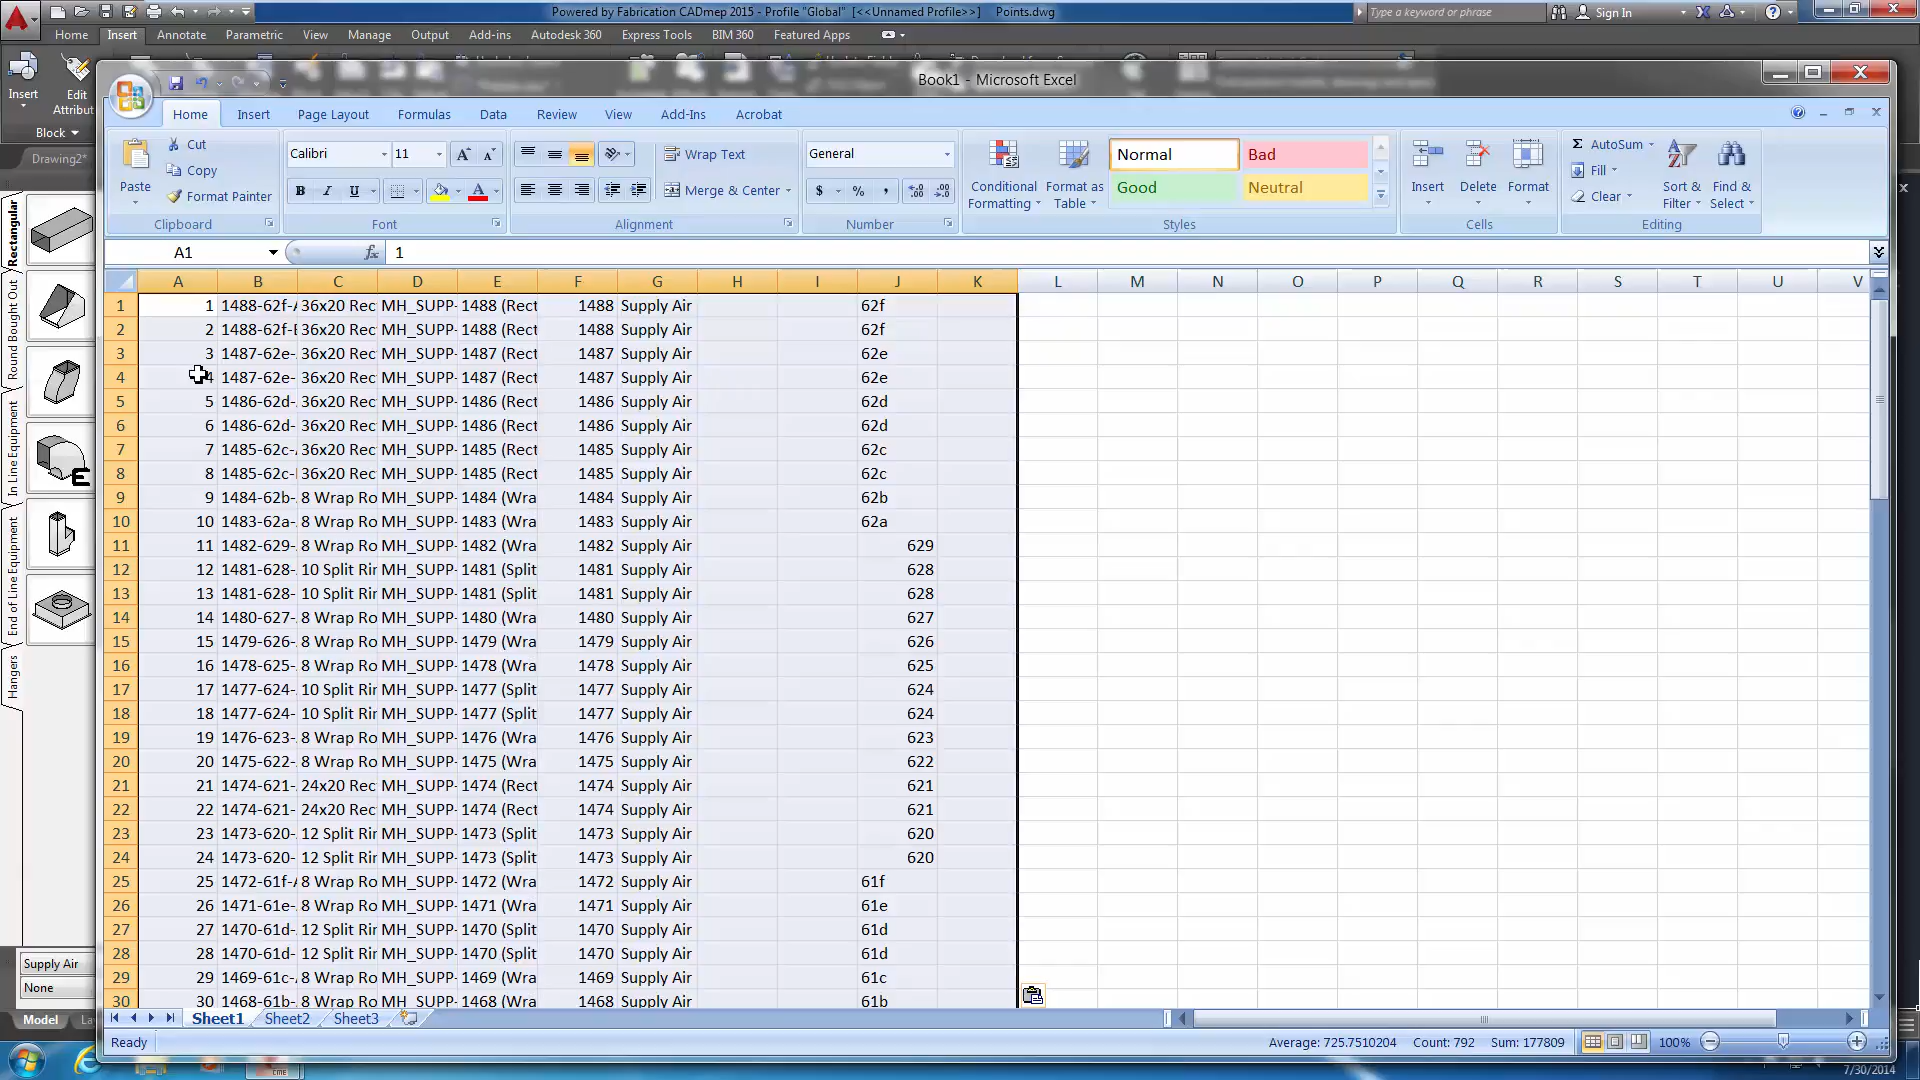 Powered by Fabrication CADmep 2015 - Profile "Global" [<<Unnamed Profile>>] Points.dwg
Type a keyword or phrase
Sign In
Home Insert Annotate Parametric View Manage Output Add-ins Autodesk 360 Express Tools BIM 360 Featured Apps
Insert
Edit
Attribut
Block
Drawing2*
Book1 - Microsoft Excel
Home Insert Page Layout Formulas Data Review View Add-Ins Acrobat
Paste
Cut
Copy
Format Painter
Clipboard
Calibri 11
B I U
Font
Wrap Text
Merge & Center
Alignment
General
$ % ,
Number
Conditional Formatting
Format as Table
Normal Bad
Good Neutral
Styles
Insert Delete Format
Cells
AutoSum
Fill
Clear
Sort & Filter
Find & Select
Editing
A1 fx 1
A B C D E F G H I J K L M N O P Q R S T U V
1 1 1488-62f-A 36x20 Rec MH_SUPP- 1488 (Rect 1488 Supply Air 62f
2 2 1488-62f-E 36x20 Rec MH_SUPP- 1488 (Rect 1488 Supply Air 62f
3 3 1487-62e- 36x20 Rec MH_SUPP- 1487 (Rect 1487 Supply Air 62e
4 4 1487-62e- 36x20 Rec MH_SUPP- 1487 (Rect 1487 Supply Air 62e
5 5 1486-62d- 36x20 Rec MH_SUPP- 1486 (Rect 1486 Supply Air 62d
6 6 1486-62d- 36x20 Rec MH_SUPP- 1486 (Rect 1486 Supply Air 62d
7 7 1485-62c- 36x20 Rec MH_SUPP- 1485 (Rect 1485 Supply Air 62c
8 8 1485-62c- 36x20 Rec MH_SUPP- 1485 (Rect 1485 Supply Air 62c
9 9 1484-62b- 8 Wrap Ro MH_SUPP- 1484 (Wra 1484 Supply Air 62b
10 10 1483-62a- 8 Wrap Ro MH_SUPP- 1483 (Wra 1483 Supply Air 62a
11 11 1482-629- 8 Wrap Ro MH_SUPP- 1482 (Wra 1482 Supply Air 629
12 12 1481-628- 10 Split Rin MH_SUPP- 1481 (Split 1481 Supply Air 628
13 13 1481-628- 10 Split Rin MH_SUPP- 1481 (Split 1481 Supply Air 628
14 14 1480-627- 8 Wrap Ro MH_SUPP- 1480 (Wra 1480 Supply Air 627
15 15 1479-626- 8 Wrap Ro MH_SUPP- 1479 (Wra 1479 Supply Air 626
16 16 1478-625- 8 Wrap Ro MH_SUPP- 1478 (Wra 1478 Supply Air 625
17 17 1477-624- 10 Split Rin MH_SUPP- 1477 (Split 1477 Supply Air 624
18 18 1477-624- 10 Split Rin MH_SUPP- 1477 (Split 1477 Supply Air 624
19 19 1476-623- 8 Wrap Ro MH_SUPP- 1476 (Wra 1476 Supply Air 623
20 20 1475-622- 8 Wrap Ro MH_SUPP- 1475 (Wra 1475 Supply Air 622
21 21 1474-621- 24x20 Rec MH_SUPP- 1474 (Rect 1474 Supply Air 621
22 22 1474-621- 24x20 Rec MH_SUPP- 1474 (Rect 1474 Supply Air 621
23 23 1473-620- 12 Split Rin MH_SUPP- 1473 (Split 1473 Supply Air 620
24 24 1473-620- 12 Split Rin MH_SUPP- 1473 (Split 1473 Supply Air 620
25 25 1472-61f-A 8 Wrap Ro MH_SUPP- 1472 (Wra 1472 Supply Air 61f
26 26 1471-61e- 8 Wrap Ro MH_SUPP- 1471 (Wra 1471 Supply Air 61e
27 27 1470-61d- 12 Split Rin MH_SUPP- 1470 (Split 1470 Supply Air 61d
28 28 1470-61d- 12 Split Rin MH_SUPP- 1470 (Split 1470 Supply Air 61d
29 29 1469-61c- 8 Wrap Ro MH_SUPP- 1469 (Wra 1469 Supply Air 61c
30 30 1468-61b- 8 Wrap Ro MH_SUPP- 1468 (Wra 1468 Supply Air 61b
Sheet1 Sheet2 Sheet3
Ready
Average: 725.7510204 Count: 792 Sum: 177809
100%
Rectangular
Round Bought Out
In Line Equipment
End of Line Equipment
Hangers
E
Supply Air
None
Model
7/30/2014